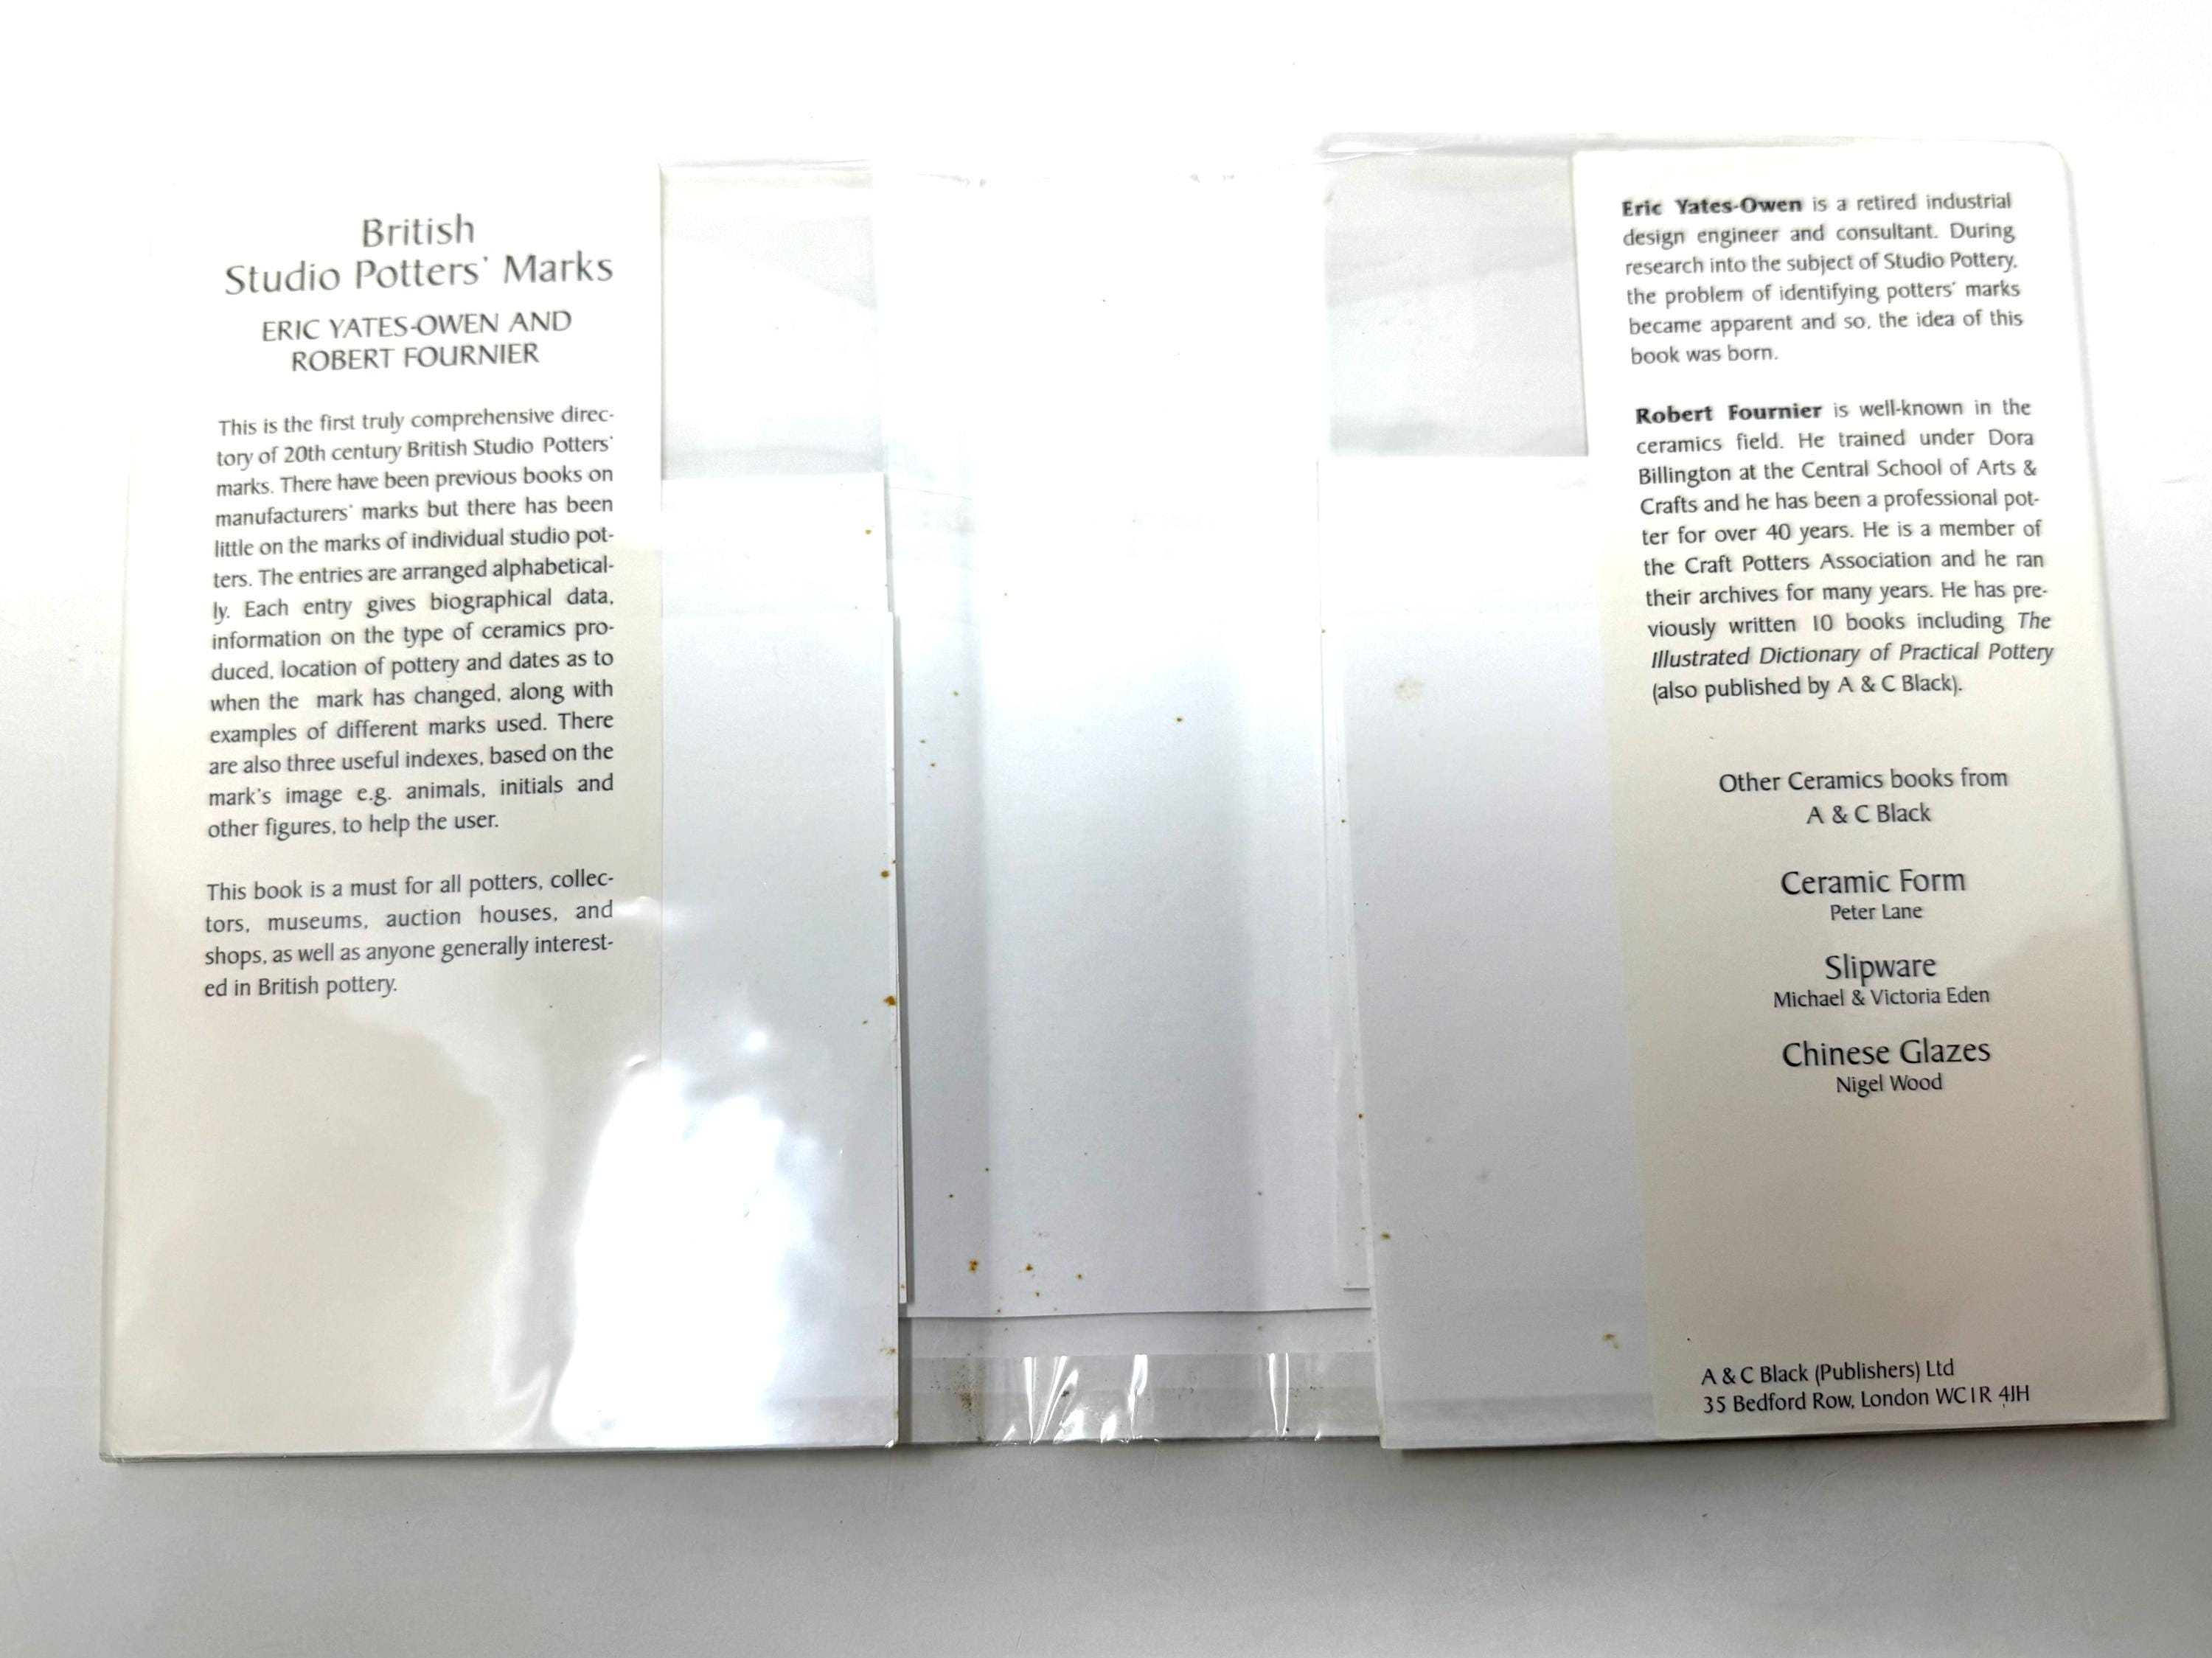 British
Studio Potters' Marks
ERIC YATES-OWEN AND
ROBERT FOURNIER
This is the first truly comprehensive direc-
tory of 20th century British Studio Potters'
marks. There have been previous books on
manufacturers' marks but there has been
little on the marks of individual studio pot-
ters. The entries are arranged alphabetical-
ly. Each entry gives biographical data,
information on the type of ceramics pro-
duced, location of pottery and dates as to
when the mark has changed, along with
examples of different marks used. There
are also three useful indexes, based on the
mark's image e.g. animals, initials and
other figures, to help the user.
This book is a must for all potters, collec-
tors, museums, auction houses, and
shops, as well as anyone generally interest-
ed in British pottery.
Eric Yates-Owen is a retired industrial
design engineer and consultant. During
research into the subject of Studio Pottery,
the problem of identifying potters' marks
became apparent and so, the idea of this
book was born.
Robert Fournier is well-known in the
ceramics field. He trained under Dora
Billington at the Central School of Arts &
Crafts and he has been a professional pot-
ter for over 40 years. He is a member of
the Craft Potters Association and he ran
their archives for many years. He has pre-
viously written 10 books including The
Illustrated Dictionary of Practical Pottery
(also published by A & C Black).
Other Ceramics books from
A & C Black
Ceramic Form
Peter Lane
Slipware
Michael & Victoria Eden
Chinese Glazes
Nigel Wood
A & C Black (Publishers) Ltd
35 Bedford Row, London WC1R 4JH